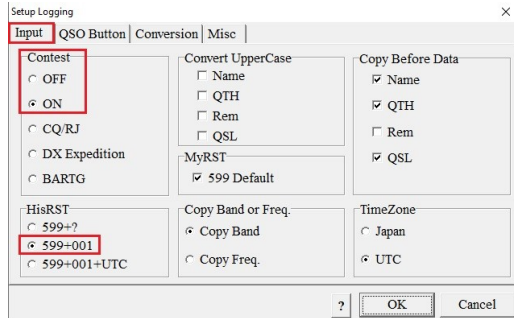 Setup Logging
Input QSO Button Conversion Misc
Contest
OFF
ON
CQ/RJ
DX Expedition
BARTG
Convert UpperCase
Name
QTH
Rem
QSL
MyRST
599 Default
Copy Before Data
Name
QTH
Rem
QSL
HisRST
599+?
599+001
599+001+UTC
Copy Band or Freq.
Copy Band
Copy Freq.
TimeZone
Japan
UTC
? OK Cancel